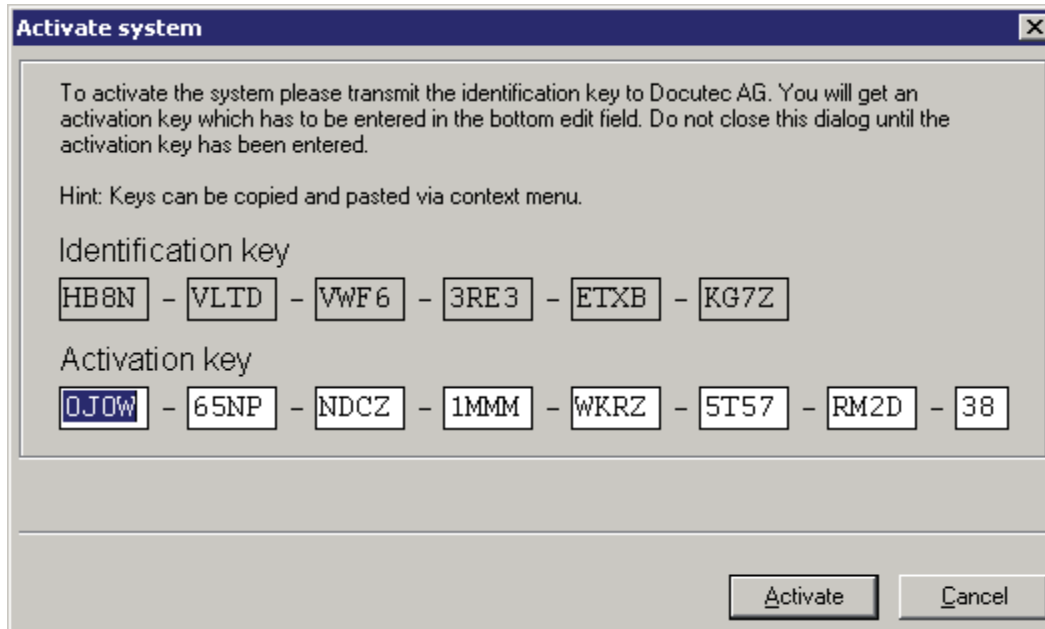 Activate system
To activate the system please transmit the identification key to Docutec AG. You will get an
activation key which has to be entered in the bottom edit field. Do not close this dialog until the
activation key has been entered.
Hint: Keys can be copied and pasted via context menu.
Identification key
HB8N - VLTD - VWF6 - 3RE3 - ETXB - KG7Z
Activation key
0J0W - 65NP - NDCZ - 1MMM - WKRZ - 5T57 - RM2D - 38
Activate Cancel